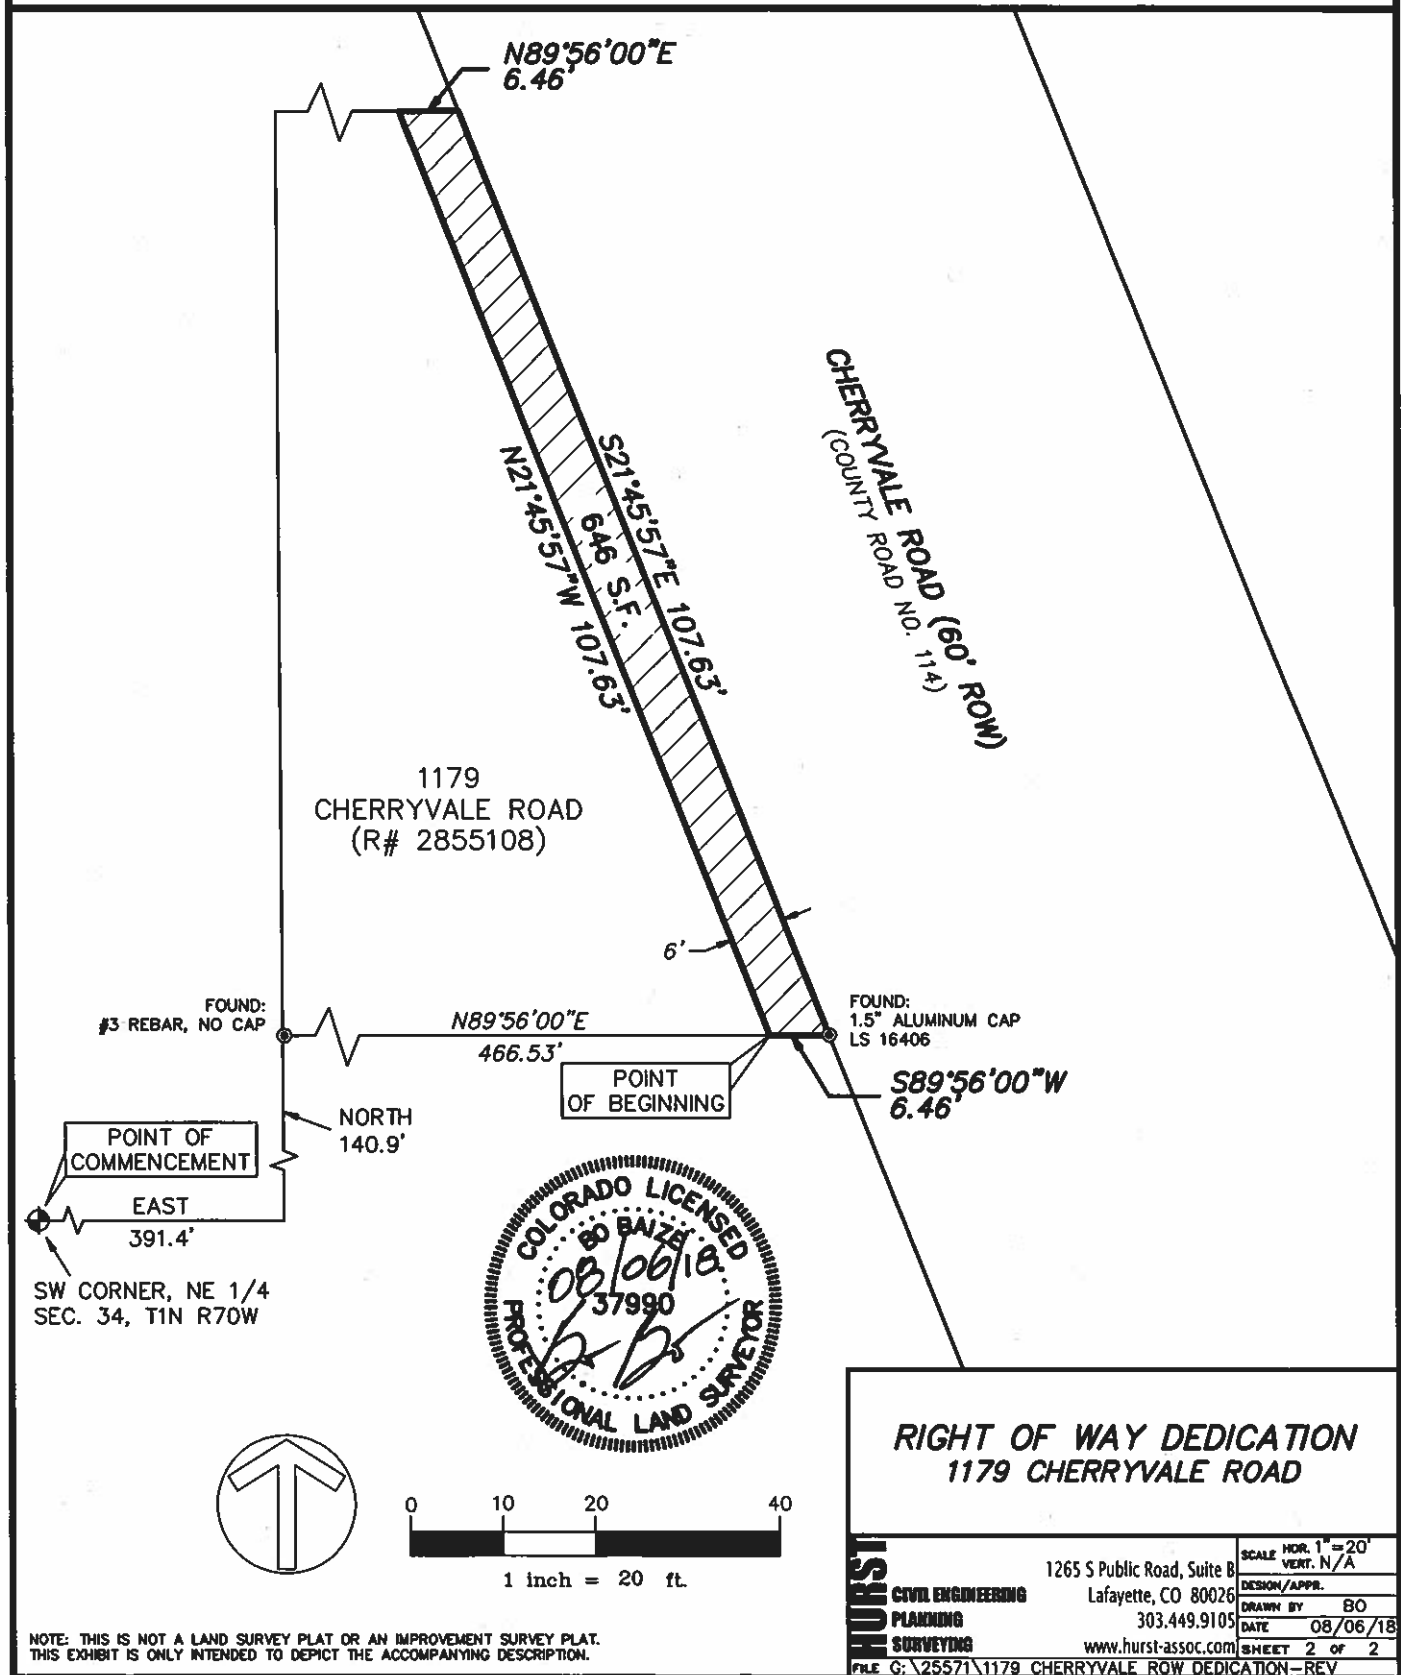 N89°56'00"E
6.46'
S21°45'57"E 107.63'
N21°45'57"W 107.63'
646 S.F.
CHERRYVALE ROAD (60' ROW)
(COUNTY ROAD NO. 114)
1179
CHERRYVALE ROAD
(R# 2855108)
6'
FOUND:
#3 REBAR, NO CAP
N89°56'00"E
466.53'
FOUND:
1.5" ALUMINUM CAP
LS 16406
POINT
OF BEGINNING
S89°56'00"W
6.46'
NORTH
140.9'
POINT OF
COMMENCEMENT
EAST
391.4'
SW CORNER, NE 1/4
SEC. 34, T1N R70W
COLORADO LICENSED
BO BAIZE
08/06/18
37990
PROFESSIONAL LAND SURVEYOR
0 10 20 40
1 inch = 20 ft.
RIGHT OF WAY DEDICATION
1179 CHERRYVALE ROAD
HURST
CIVIL ENGINEERING
PLANNING
SURVEYING
1265 S Public Road, Suite B
Lafayette, CO 80026
303.449.9105
www.hurst-assoc.com
SCALE HOR. 1"=20'
VERT. N/A
DESIGN/APPR.
DRAWN BY BO
DATE 08/06/18
SHEET 2 OF 2
FILE G:\25571\1179 CHERRYVALE ROW DEDICATION-REV
NOTE: THIS IS NOT A LAND SURVEY PLAT OR AN IMPROVEMENT SURVEY PLAT.
THIS EXHIBIT IS ONLY INTENDED TO DEPICT THE ACCOMPANYING DESCRIPTION.